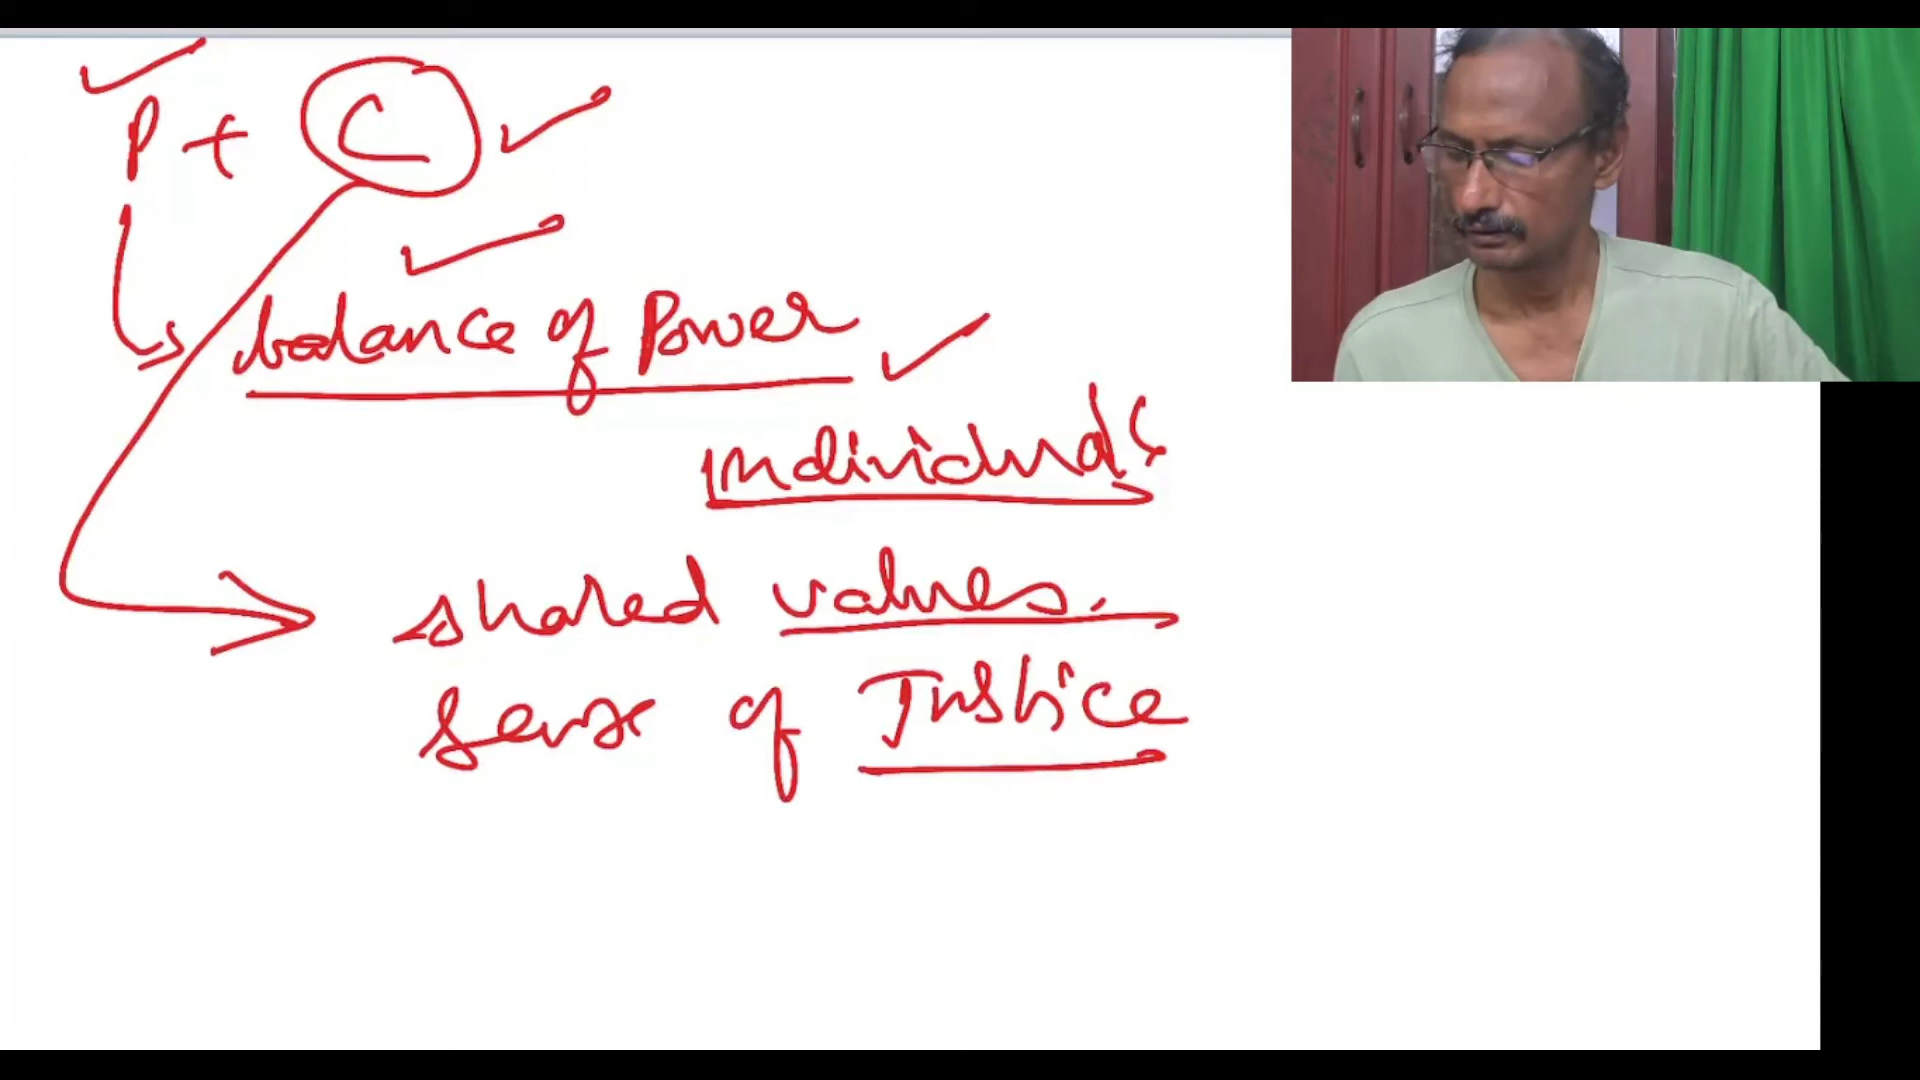 P + C
balance of Power
individuals
shared values.
sense of Justice